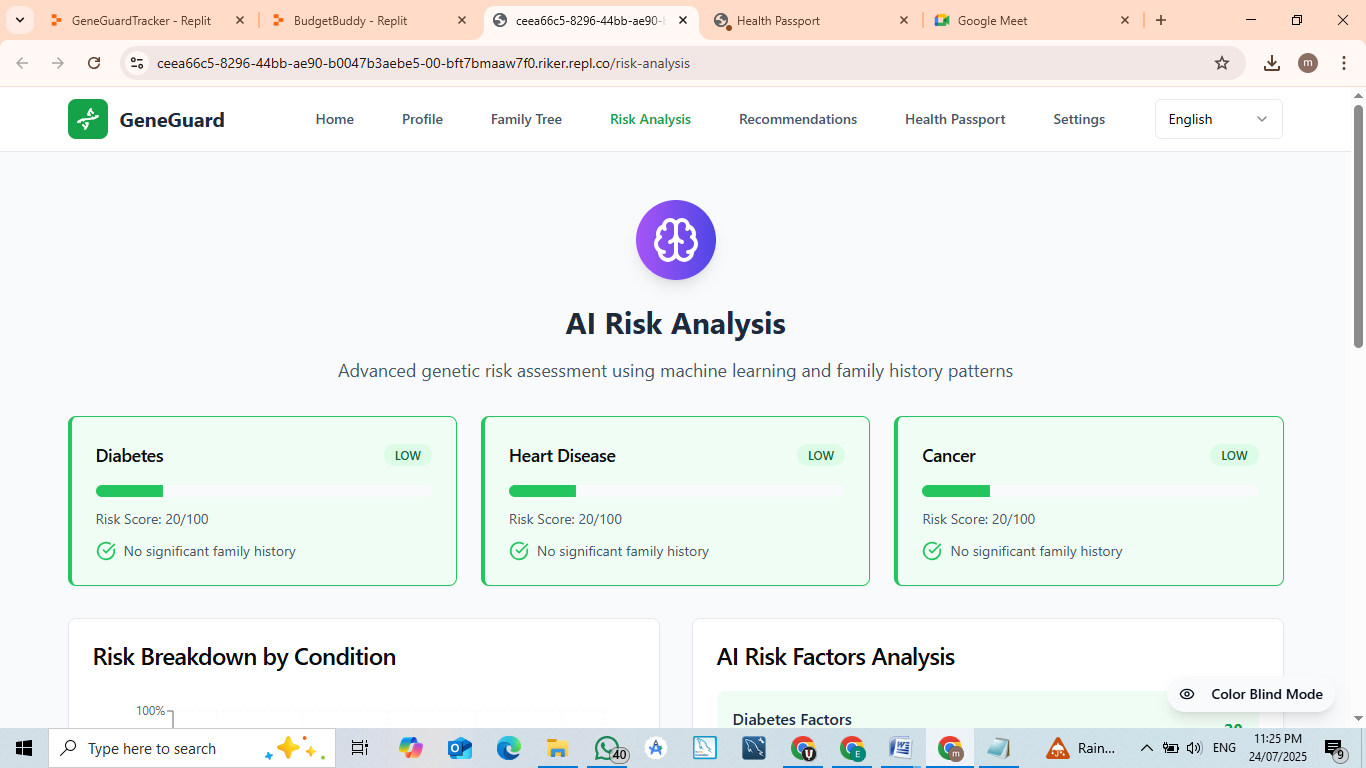 GeneGuardTracker - Replit
BudgetBuddy - Replit
ceea66c5-8296-44bb-ae90-b
Health Passport
Google Meet
ceea66c5-8296-44bb-ae90-b0047b3aebe5-00-bft7bmaaw7f0.riker.repl.co/risk-analysis
m
GeneGuard
Home
Profile
Family Tree
Risk Analysis
Recommendations
Health Passport
Settings
English
AI Risk Analysis
Advanced genetic risk assessment using machine learning and family history patterns
Diabetes
LOW
Risk Score: 20/100
No significant family history
Heart Disease
LOW
Risk Score: 20/100
No significant family history
Cancer
LOW
Risk Score: 20/100
No significant family history
Risk Breakdown by Condition
100%
AI Risk Factors Analysis
Diabetes Factors
20
Color Blind Mode
Type here to search
40
V
E
m
Rain...
ENG
11:25 PM
24/07/2025
9